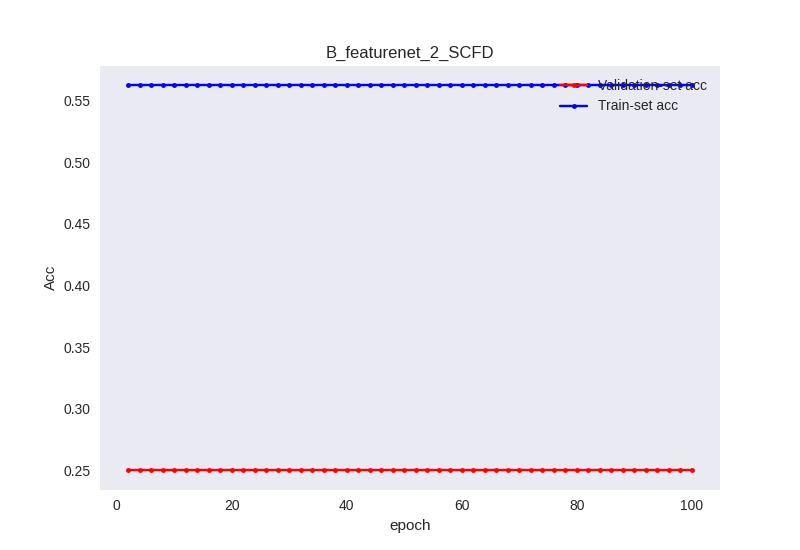 B_featurenet_2_SCFD
Validation-set acc
Train-set acc
0.55
0.50
0.45
0.40
0.35
0.30
0.25
Acc
0 20 40 60 80 100
epoch